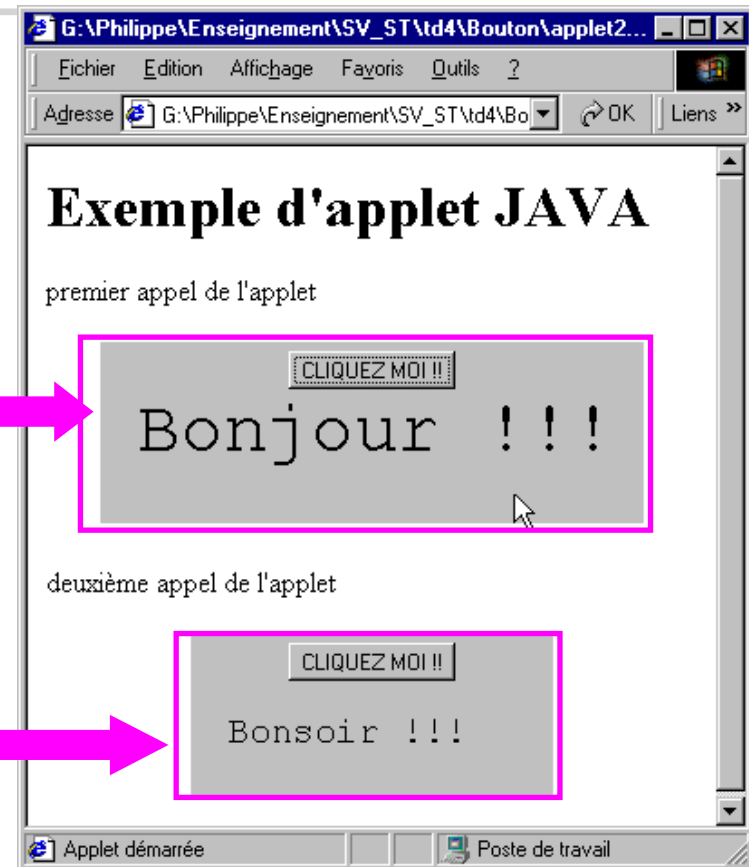 G:\Philippe\Enseignement\SV_ST\td4\Bouton\applet2...
Fichier Edition Affichage Favoris Outils ?
Adresse G:\Philippe\Enseignement\SV_ST\td4\Bo OK Liens »
Exemple d'applet JAVA
premier appel de l'applet
CLIQUEZ MOI !!
Bonjour !!!
deuxième appel de l'applet
CLIQUEZ MOI !!
Bonsoir !!!
Applet démarrée Poste de travail